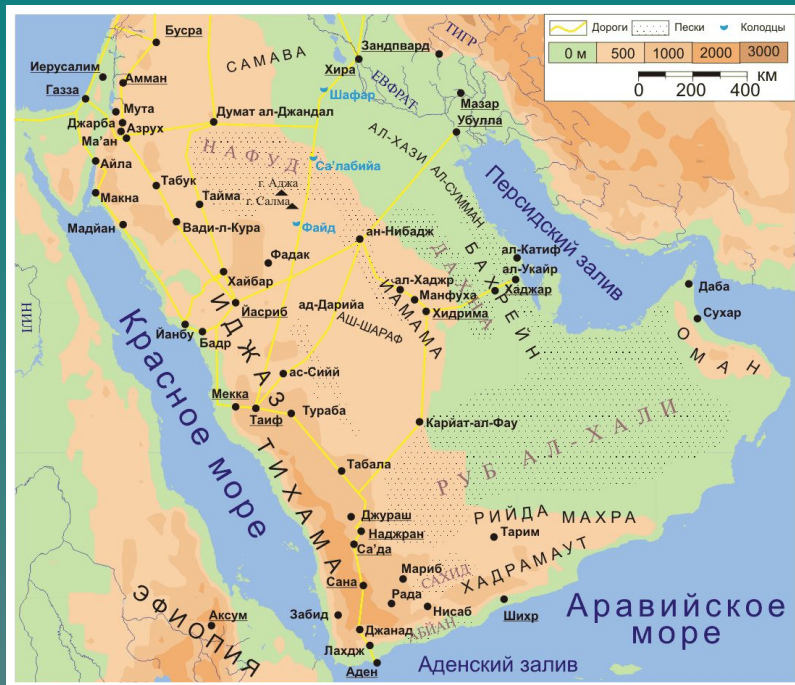 Бусра
Зандпвард
ТИГР
Дороги
Пески
Колодцы
0 м
500
1000
2000
3000
км
0
200
400
САМАВА
Хира
ЕВФРАТ
Иерусалим
Амман
Газза
Шафар
Мазар
Мута
Джарба
Азрух
Ма'ан
Думат ал-Джандал
Убулла
АЛ-ХАЗИ
НАФУД
Са'лабийа
АЛ-СУММАН
Айла
Макна
Табук
Тайма
г. Аджа
г. Салма
Персидский залив
Мадйан
Вади-л-Кура
Файд
ан-Нибадж
ДАХНА
БАХРЕЙН
ал-Катиф
ал-Укайр
Хаджар
Фадак
Хайбар
ал-Хаджр
Манфуха
ЙАМАМА
Хидрима
Даба
Сухар
ОМАН
НИЛ
ХИДЖАЗ
Йасриб
ад-Дарийа
АШ-ШАРАФ
Йанбу
Бадр
Красное море
ас-Сийй
Мекка
Таиф
Тураба
Карйат-ал-Фау
РУБ АЛ-ХАЛИ
ТИХАМА
Табала
Джураш
Наджран
Са'да
РИЙДА
МАХРА
Тарим
Мариб
САХИД
ХАДРАМАУТ
Сана
Рада
Нисаб
Шихр
Аравийское
море
ЭФИОПИЯ
Аксум
Забид
Джанад
АБЙАН
Лахдж
Аден
Аденский залив